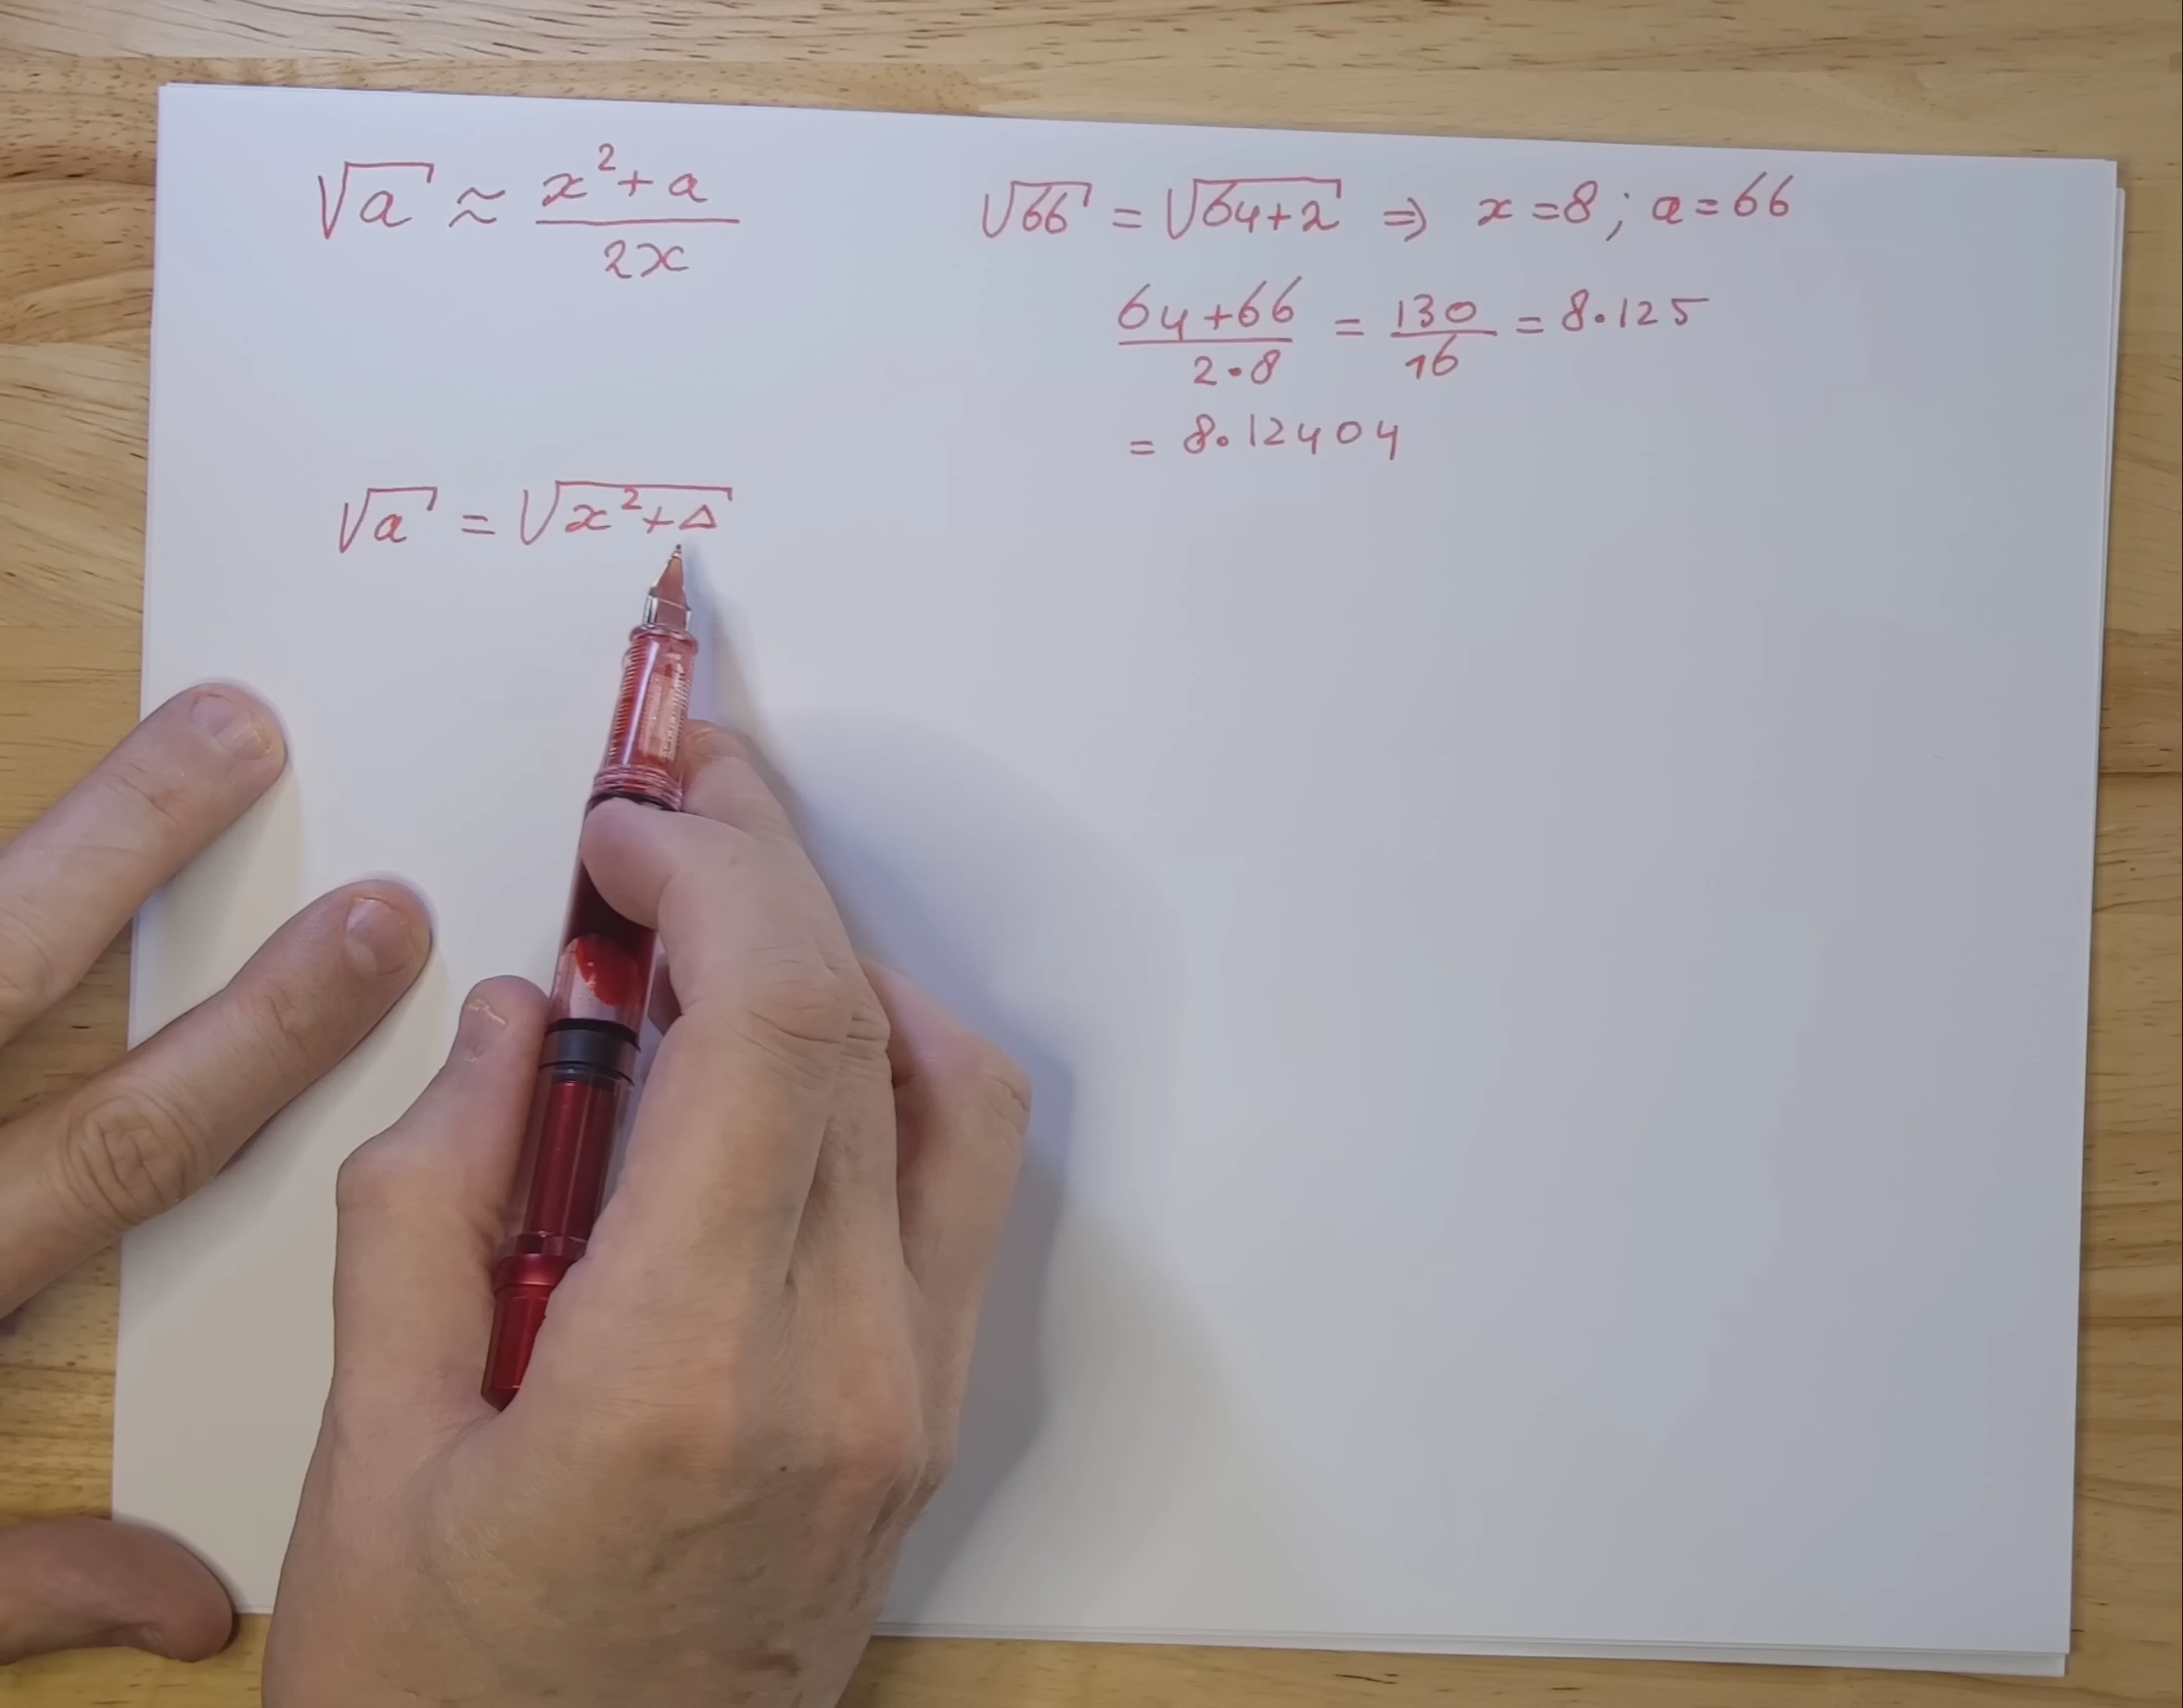 √a ≈ (x² + a) / (2x)
√66 = √(64+2) ⇒ x = 8; a = 66
(64+66) / (2•8) = 130/16 = 8.125
= 8.12404
√a = √(x² + Δ)